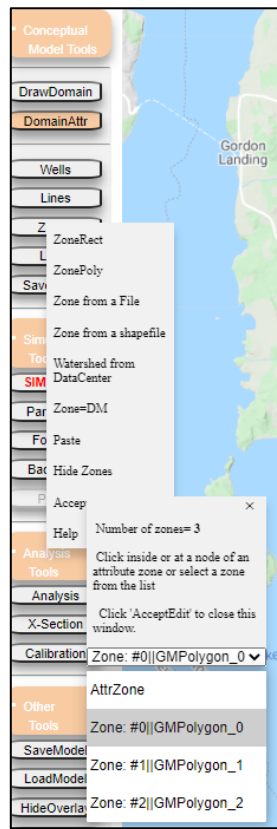 Conceptual
Model Tools
DrawDomain
DomainAttr
Gordon
Landing
Wells
Lines
Z
ZoneRect
ZonePoly
Zone from a File
Zone from a shapefile
Watershed from
DataCenter
Zone=DM
Paste
Hide Zones
Accep
Help
L
Save
Sim
To
SIM
Par
Fo
Bac
P
Number of zones= 3
Click inside or at a node of an
attribute zone or select a zone
from the list
Click 'AcceptEdit' to close this
window.
Zone: #0||GMPolygon_0
AttrZone
Zone: #0||GMPolygon_0
Zone: #1||GMPolygon_1
Zone: #2||GMPolygon_2
Analysis
Tools
Analysis
X-Section
Calibration
Other
Tools
SaveModel
LoadModel
HideOverla